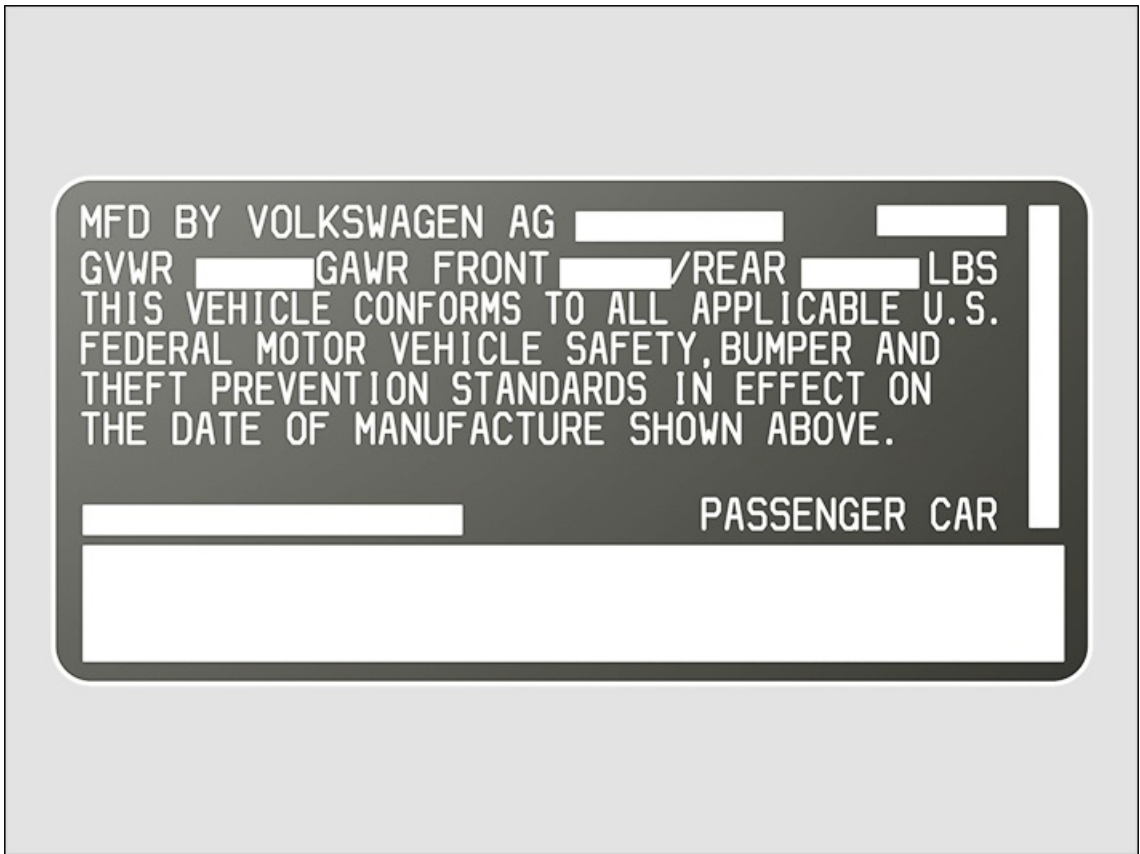 MFD BY VOLKSWAGEN AG
GVWR GAWR FRONT /REAR LBS
THIS VEHICLE CONFORMS TO ALL APPLICABLE U.S.
FEDERAL MOTOR VEHICLE SAFETY,BUMPER AND
THEFT PREVENTION STANDARDS IN EFFECT ON
THE DATE OF MANUFACTURE SHOWN ABOVE.
PASSENGER CAR